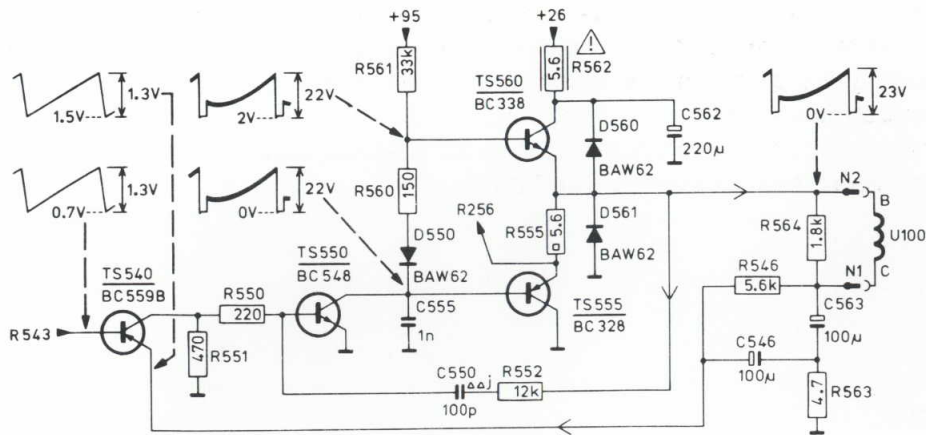 +95
+26
R561
33k
5.6
R562
!
TS560
BC338
1.3V
1.5V
22V
2V
23V
0V
D560
BAW62
C562
220µ
R560
150
1.3V
0.7V
22V
0V
D550
BAW62
R256
R555
5.6
D561
BAW62
R564
1.8k
N2
B
U100
N1
C
TS540
BC559B
R550
220
TS550
BC548
C555
1n
TS555
BC328
R546
5.6k
C563
100µ
R543
470
R551
C550
j
100p
R552
12k
C546
100µ
4.7
R563